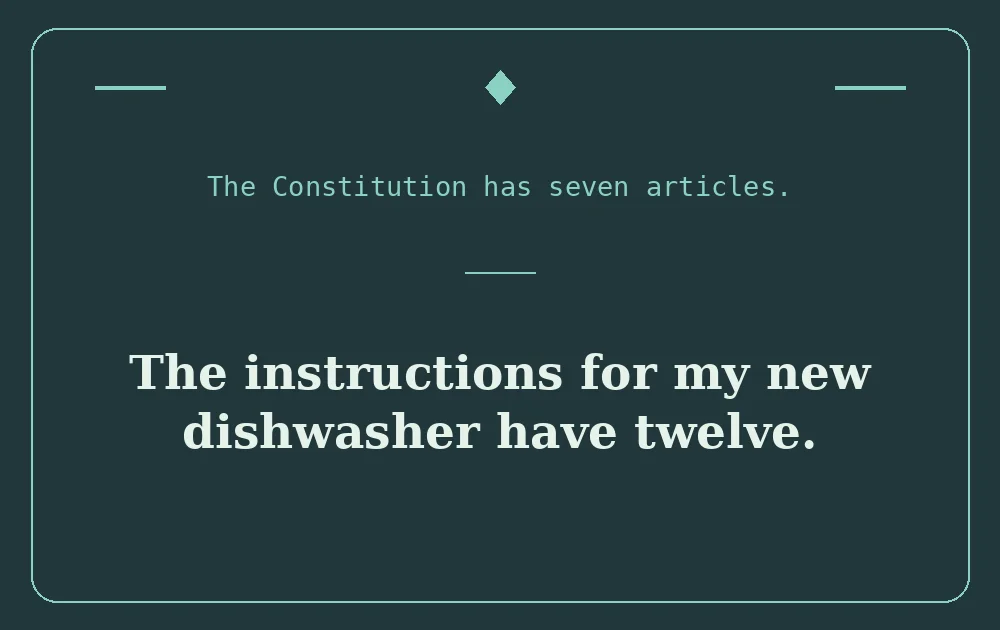 The Constitution has seven articles.
The instructions for my new
dishwasher have twelve.